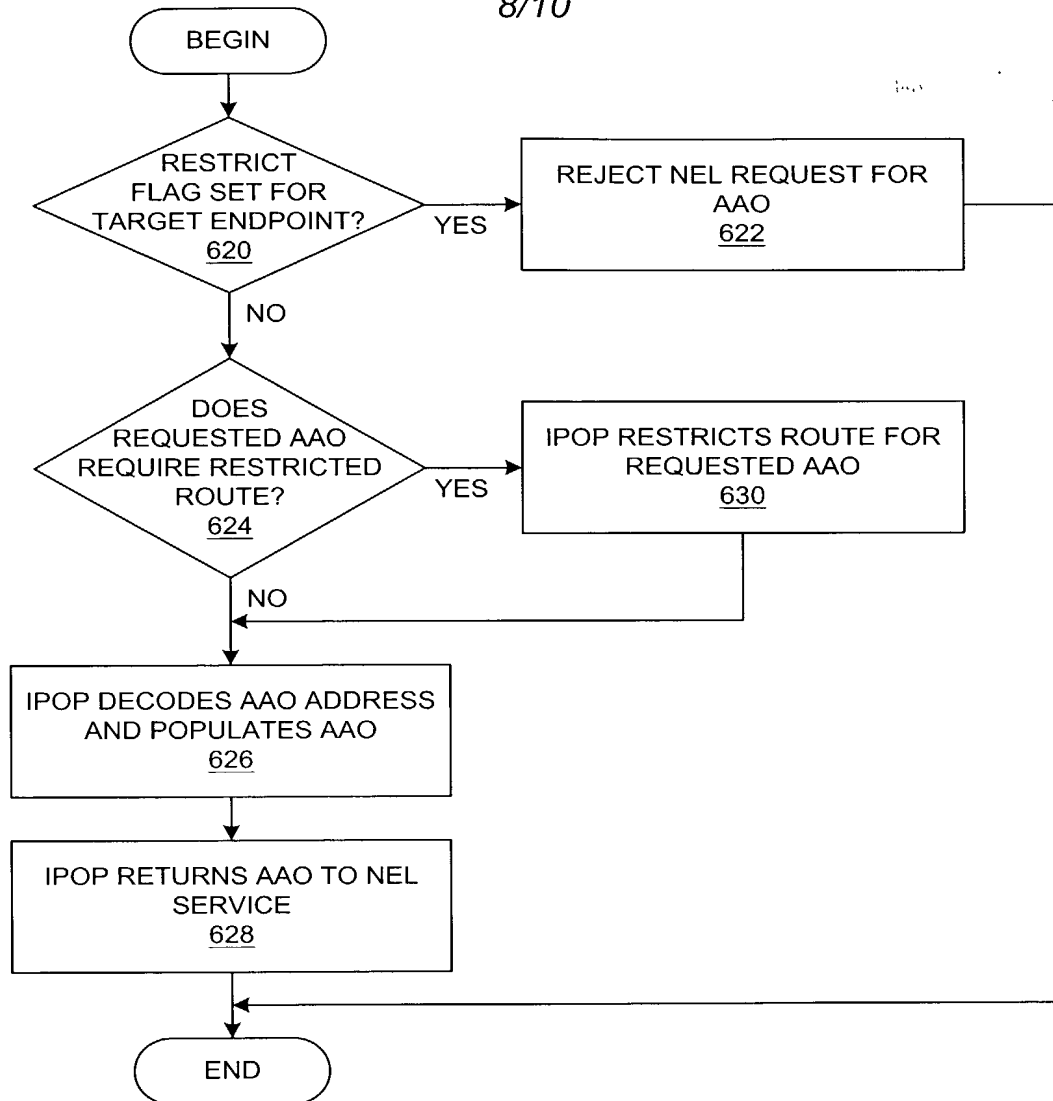 8/10
BEGIN
RESTRICT
FLAG SET FOR
TARGET ENDPOINT?
620
YES
REJECT NEL REQUEST FOR
AAO
622
NO
DOES
REQUESTED AAO
REQUIRE RESTRICTED
ROUTE?
624
YES
IPOP RESTRICTS ROUTE FOR
REQUESTED AAO
630
NO
IPOP DECODES AAO ADDRESS
AND POPULATES AAO
626
IPOP RETURNS AAO TO NEL
SERVICE
628
END